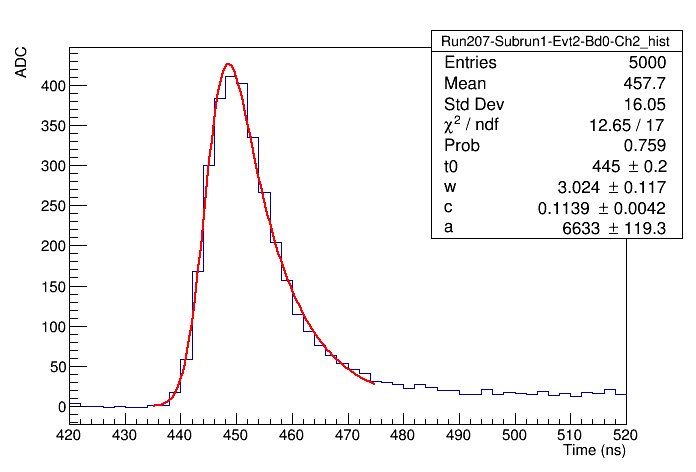 Run207-Subrun1-Evt2-Bd0-Ch2_hist
Entries 5000
Mean 457.7
Std Dev 16.05
χ² / ndf 12.65 / 17
Prob 0.759
t0 445 ± 0.2
w 3.024 ± 0.117
c 0.1139 ± 0.0042
a 6633 ± 119.3
ADC
400
350
300
250
200
150
100
50
0
420 430 440 450 460 470 480 490 500 510 520
Time (ns)